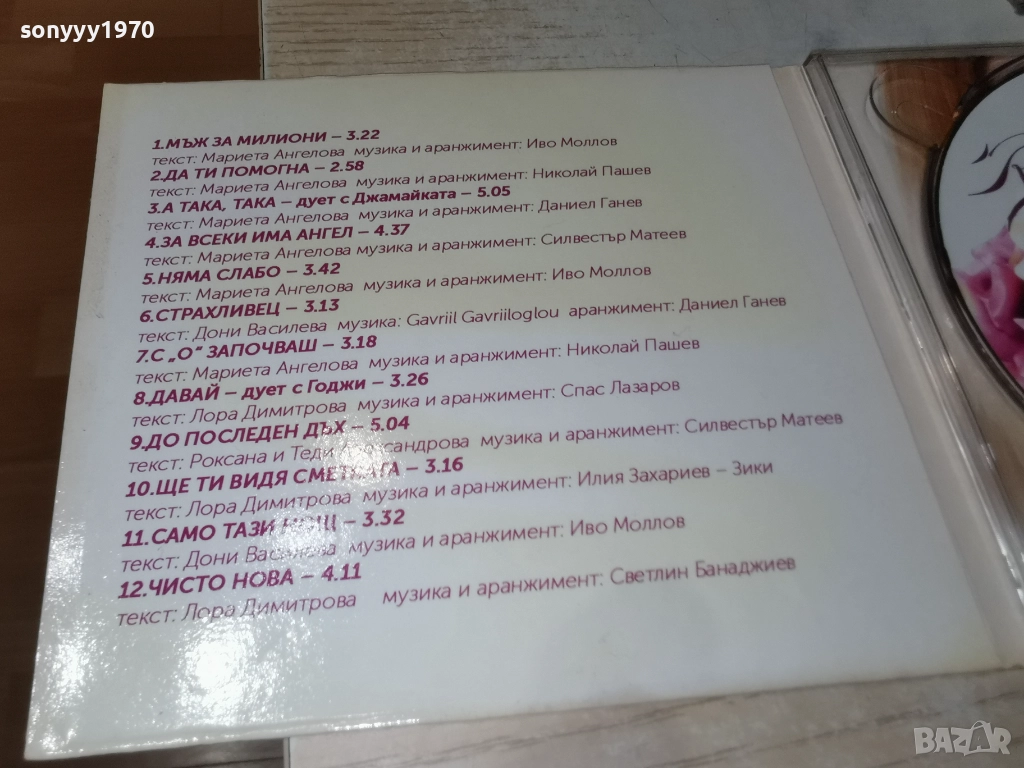 sonyyy1970
1.МЪЖ ЗА МИЛИОНИ – 3.22
текст: Мариета Ангелова музика и аранжимент: Иво Моллов
2.ДА ТИ ПОМОГНА – 2.58
текст: Мариета Ангелова музика и аранжимент: Николай Пашев
3.А ТАКА, ТАКА – дует с Джамайката – 5.05
текст: Мариета Ангелова музика и аранжимент: Даниел Ганев
4.ЗА ВСЕКИ ИМА АНГЕЛ – 4.37
текст: Мариета Ангелова музика и аранжимент: Силвестър Матеев
5.НЯМА СЛАБО – 3.42
текст: Мариета Ангелова музика и аранжимент: Иво Моллов
6.СТРАХЛИВЕЦ – 3.13
текст: Дони Василева музика: Gavriil Gavriiloglou аранжимент: Даниел Ганев
7.С „О“ ЗАПОЧВАШ – 3.18
текст: Мариета Ангелова музика и аранжимент: Николай Пашев
8.ДАВАЙ – дует с Годжи – 3.26
текст: Лора Димитрова музика и аранжимент: Спас Лазаров
9.ДО ПОСЛЕДЕН ДЪХ – 5.04
текст: Роксана и Теди Александрова музика и аранжимент: Силвестър Матеев
10.ЩЕ ТИ ВИДЯ СМЕТКАТА – 3.16
текст: Лора Димитрова музика и аранжимент: Илия Захариев – Зики
11.САМО ТАЗИ НОЩ – 3.32
текст: Дони Василева музика и аранжимент: Иво Моллов
12.ЧИСТО НОВА – 4.11
текст: Лора Димитрова музика и аранжимент: Светлин Банаджиев
BAZAR